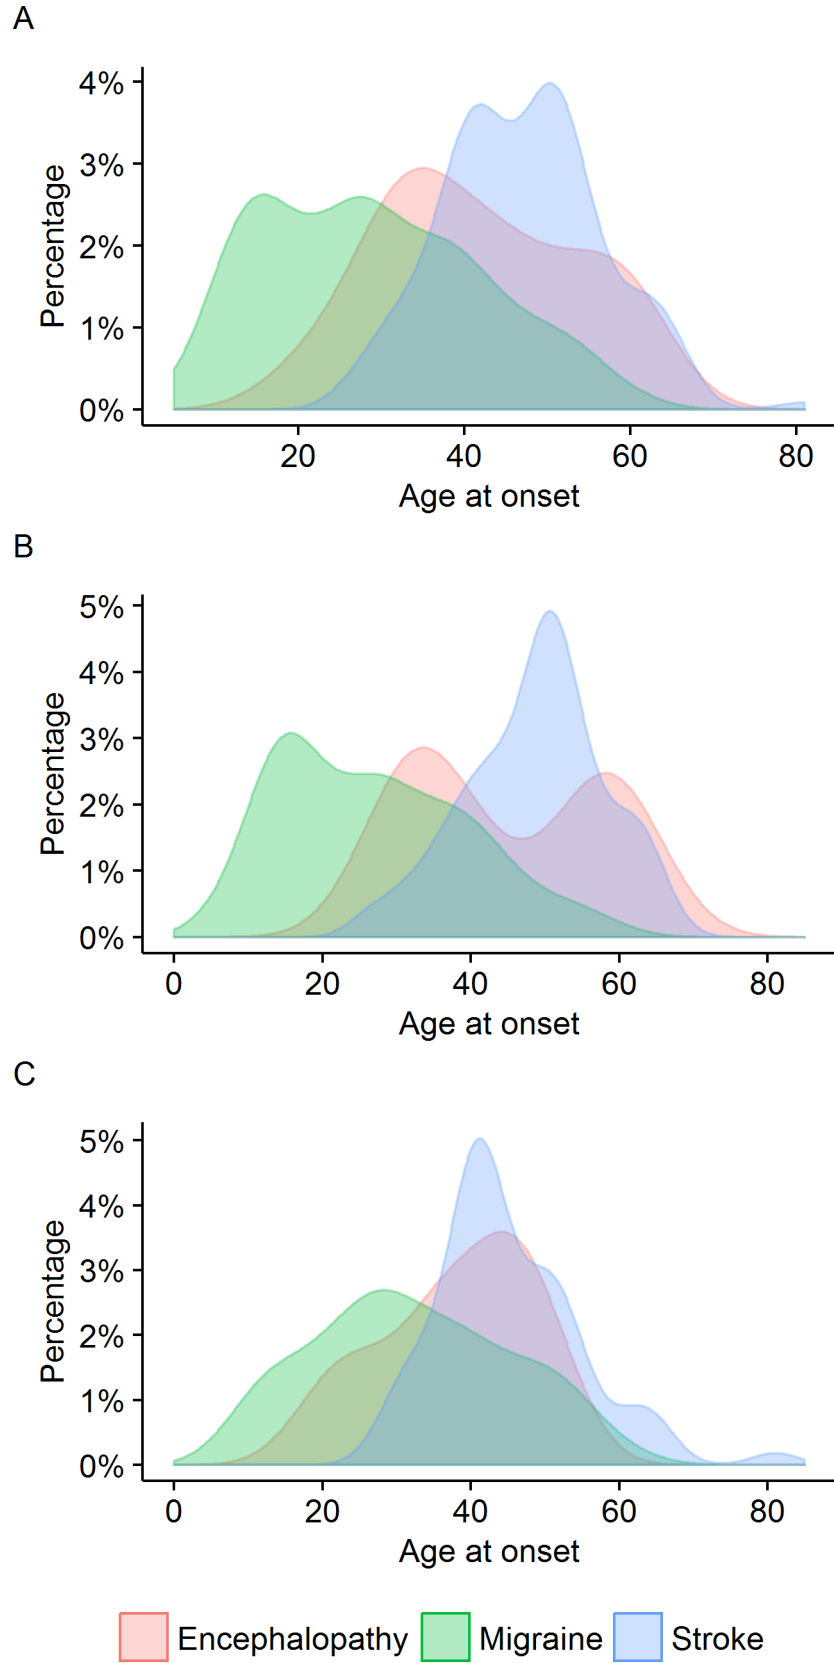 A
Percentage
4%
3%
2%
1%
0%
20 40 60 80
Age at onset
B
Percentage
5%
4%
3%
2%
1%
0%
0 20 40 60 80
Age at onset
C
Percentage
5%
4%
3%
2%
1%
0%
0 20 40 60 80
Age at onset
Encephalopathy Migraine Stroke